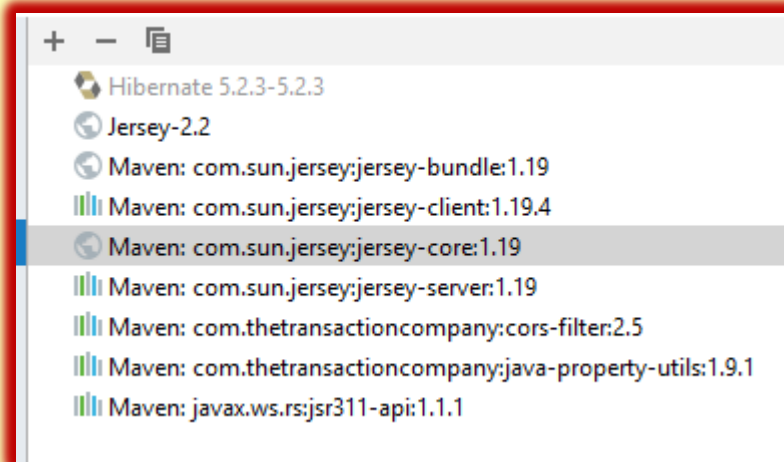 Hibernate 5.2.3-5.2.3
Jersey-2.2
Maven: com.sun.jersey:jersey-bundle:1.19
Maven: com.sun.jersey:jersey-client:1.19.4
Maven: com.sun.jersey:jersey-core:1.19
Maven: com.sun.jersey:jersey-server:1.19
Maven: com.thetransactioncompany:cors-filter:2.5
Maven: com.thetransactioncompany:java-property-utils:1.9.1
Maven: javax.ws.rs:jsr311-api:1.1.1